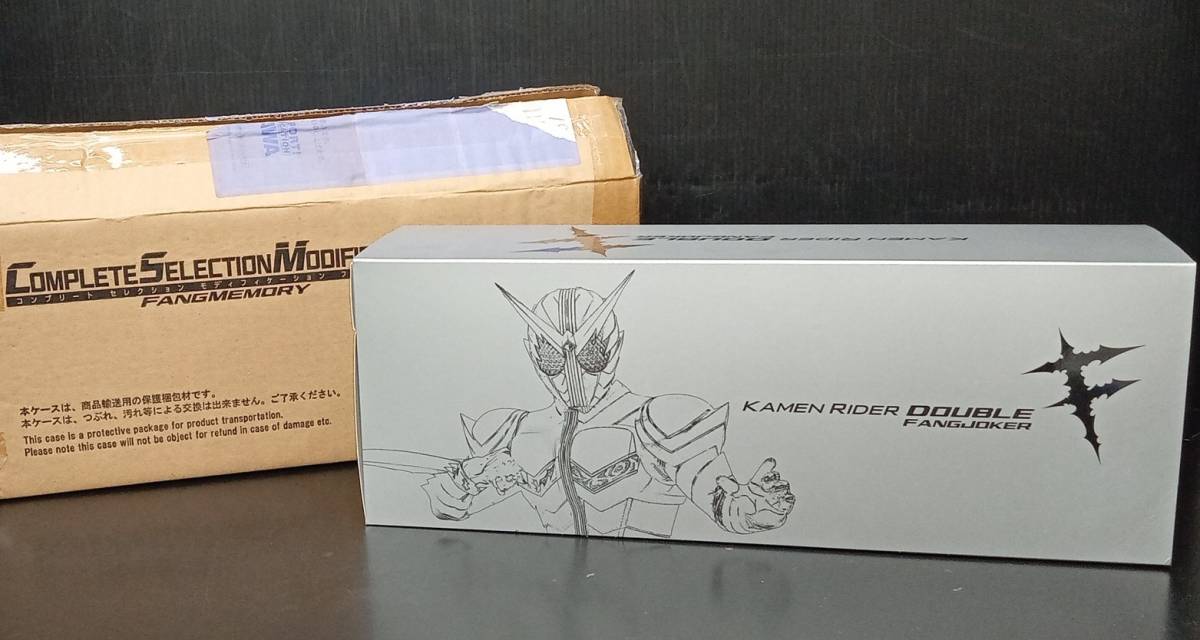 COMPLETE SELECTION MODIFI
コンプリート セレクション モディフィケーション フ
FANGMEMORY
本ケースは、商品輸送用の保護梱包材です。
本ケースは、つぶれ、汚れ等による交換は出来ません。ご了承ください。
This case is a protective package for product transportation.
Please note this case will not be object for refund in case of damage etc.
KAMEN RIDER DOUBLE
FANGJOKER
KAMEN RIDER DOUBLE
FANGJOKER